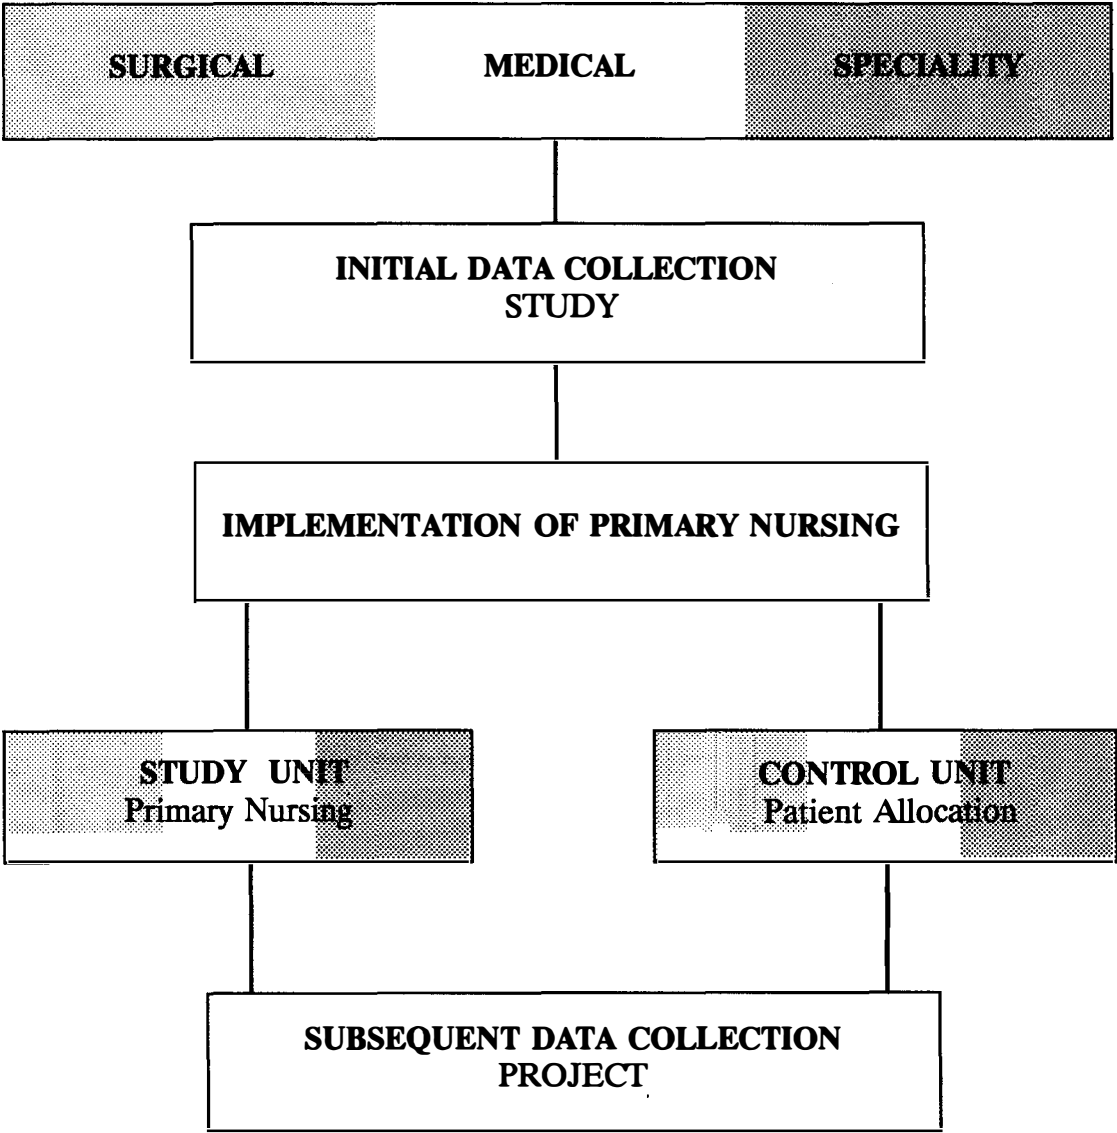 SURGICAL MEDICAL SPECIALITY
INITIAL DATA COLLECTION
STUDY
IMPLEMENTATION OF PRIMARY NURSING
STUDY UNIT
Primary Nursing
CONTROL UNIT
Patient Allocation
SUBSEQUENT DATA COLLECTION
PROJECT